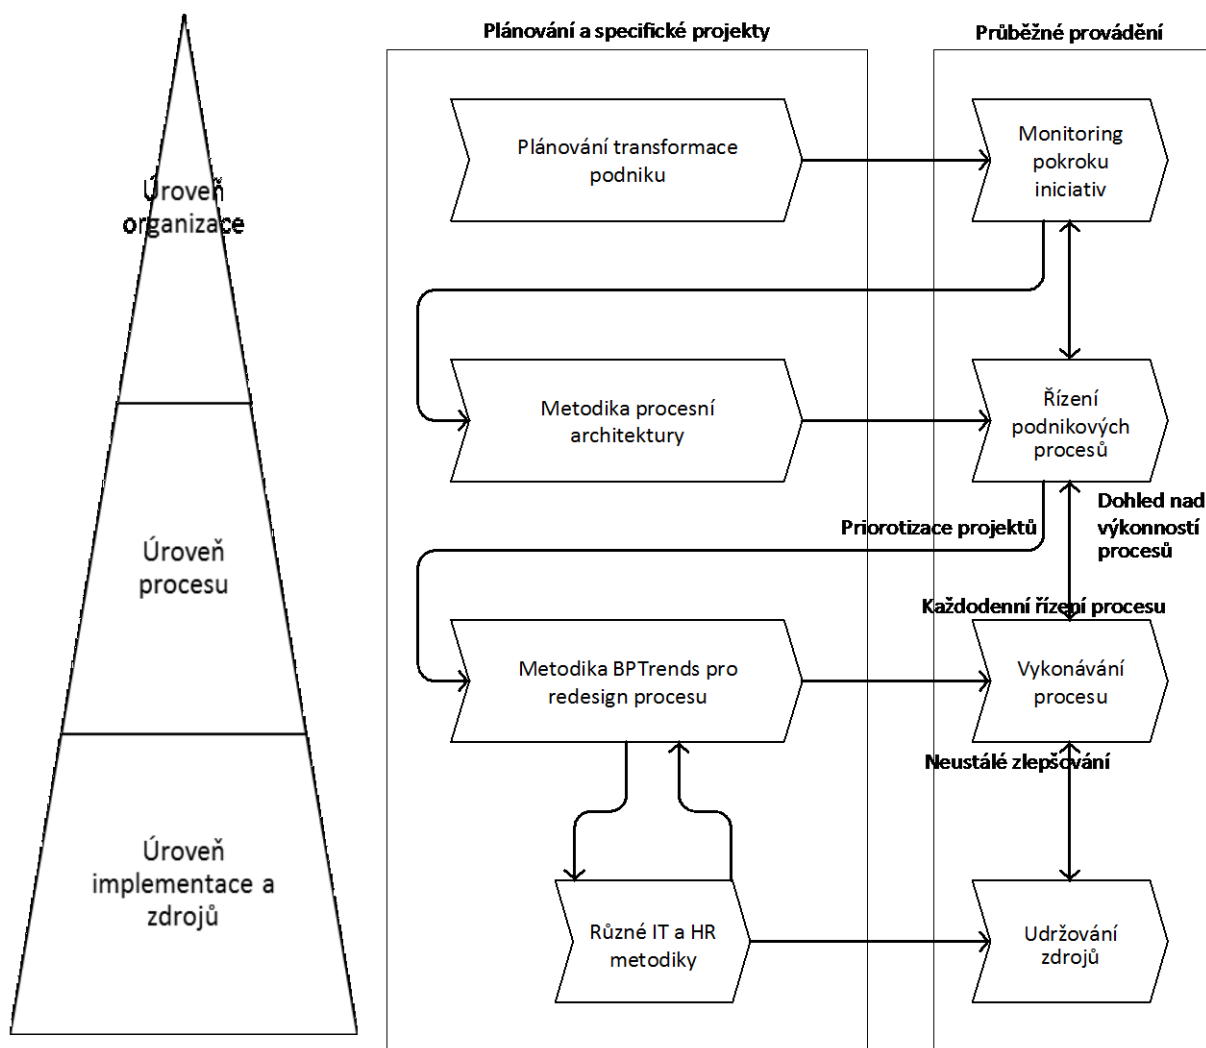 Plánování a specifické projekty
Průběžné provádění
Úroveň
organizace
Plánování transformace
podniku
Monitoring
pokroku
iniciativ
Metodika procesní
architektury
Řízení
podnikových
procesů
Priorotizace projektů
Dohled nad
výkonností
procesů
Úroveň
procesu
Každodenní řízení procesu
Metodika BPTrends pro
redesign procesu
Vykonávání
procesu
Neustálé zlepšování
Úroveň
implementace a
zdrojů
Různé IT a HR
metodiky
Udržování
zdrojů